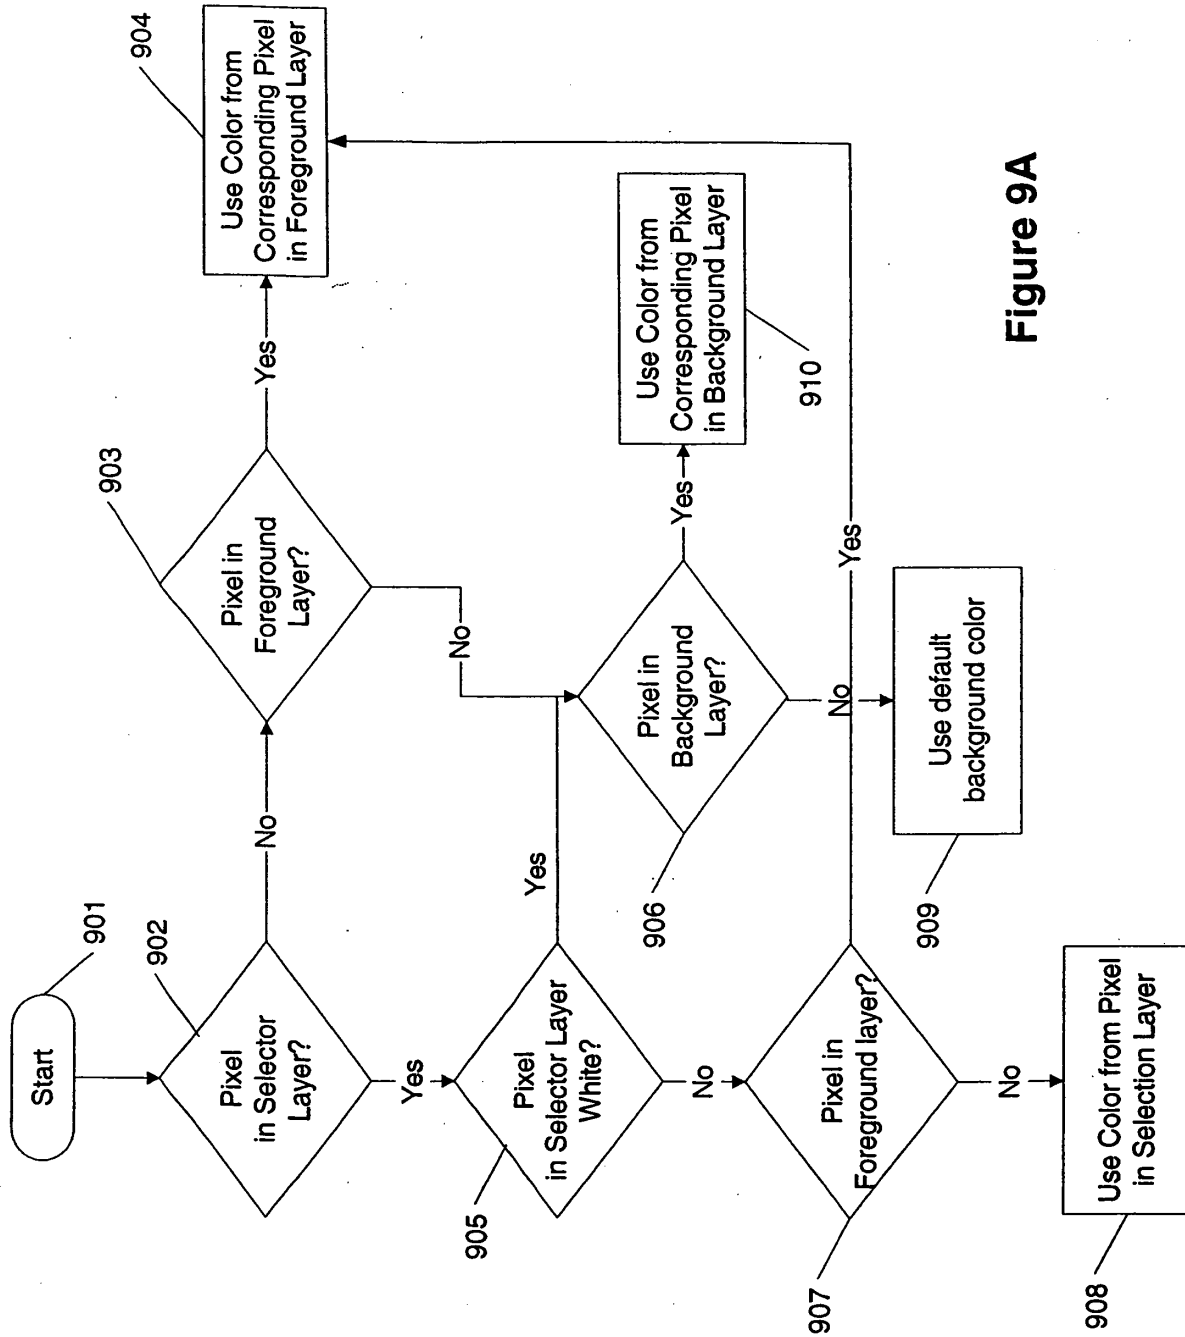 901
Start
902
Pixel
in Selector
Layer?
No
903
Pixel in
Foreground
Layer?
Yes
904
Use Color from
Corresponding Pixel
in Foreground Layer
Yes
No
905
Pixel
in Selector Layer
White?
Yes
906
Pixel in
Background
Layer?
Yes
Use Color from
Corresponding Pixel
in Background Layer
910
No
No
907
Pixel in
Foreground layer?
Yes
909
Use default
background color
No
908
Use Color from Pixel
in Selection Layer
Figure 9A